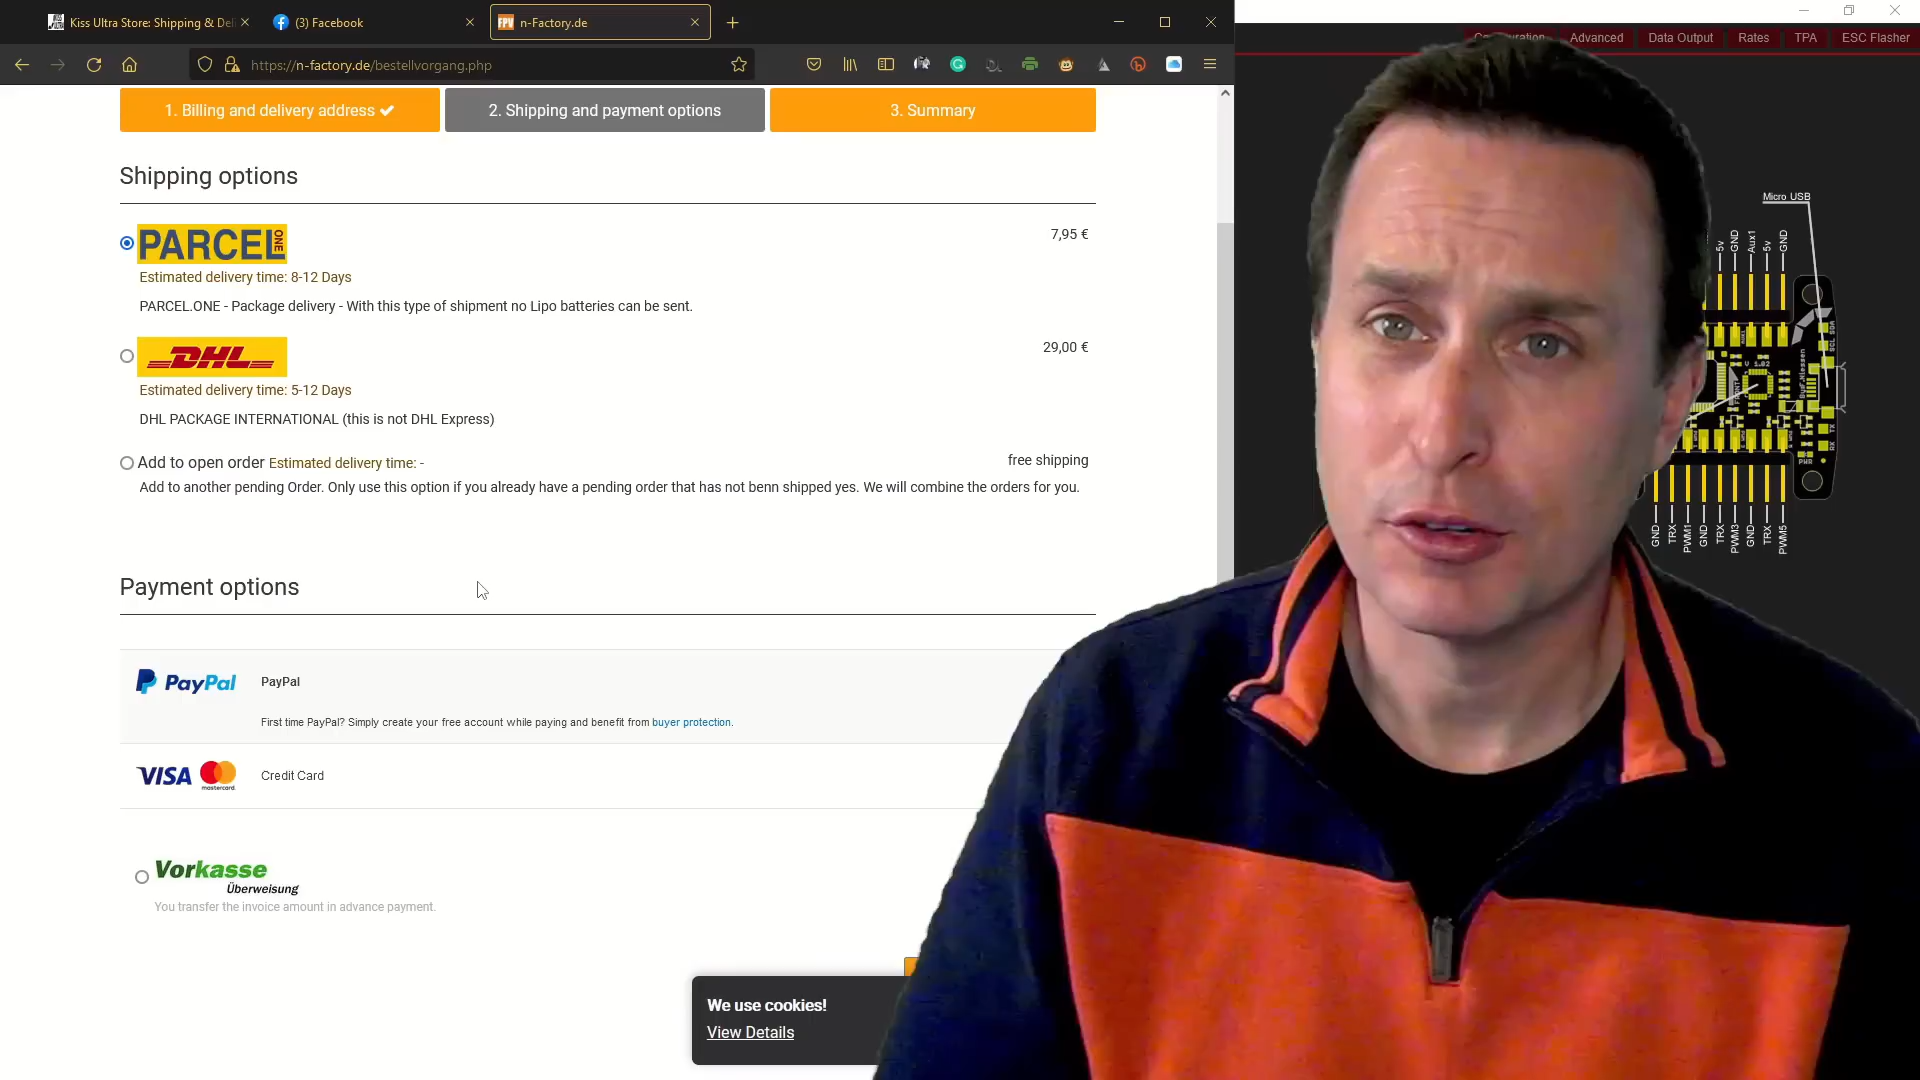 Kiss Ultra Store: Shipping & Del
(3) Facebook
n-Factory.de
https://n-factory.de/bestellvorgang.php
Advanced
Data Output
Rates
TPA
ESC Flasher
1. Billing and delivery address
2. Shipping and payment options
3. Summary
Shipping options
PARCEL ONE
7,95 €
Estimated delivery time: 8-12 Days
PARCEL.ONE - Package delivery - With this type of shipment no Lipo batteries can be sent.
DHL
29,00 €
Estimated delivery time: 5-12 Days
DHL PACKAGE INTERNATIONAL (this is not DHL Express)
Add to open order Estimated delivery time: -
free shipping
Add to another pending Order. Only use this option if you already have a pending order that has not benn shipped yes. We will combine the orders for you.
Payment options
PayPal
PayPal
First time PayPal? Simply create your free account while paying and benefit from buyer protection.
VISA
mastercard
Credit Card
Vorkasse
Überweisung
You transfer the invoice amount in advance payment.
We use cookies!
View Details
Micro USB
5v
GND
Aux1
5v
GND
GND
TRX
PWM1
GND
TRX
PWM3
GND
TRX
PWM5
PWR